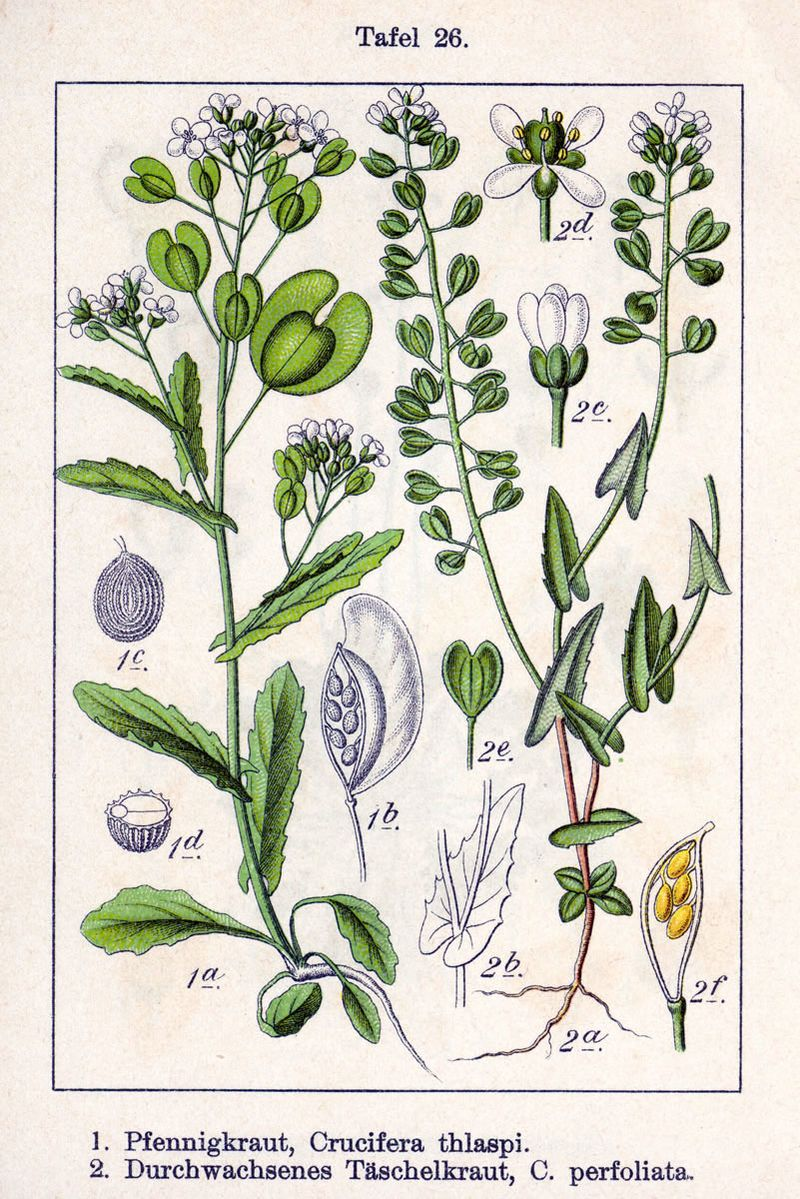 Tafel 26.
2d.
2c.
1c.
2e.
1b.
1d.
2b.
1a.
2f.
2a.
1. Pfennigkraut, Crucifera thlaspi.
2. Durchwachsenes Täschelkraut, C. perfoliata.